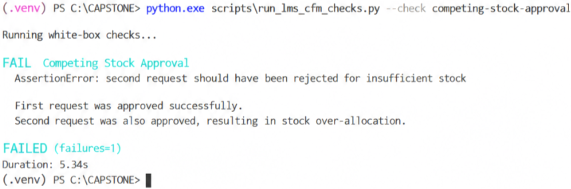 (.venv) PS C:\CAPSTONE> python.exe scripts\run_lms_cfm_checks.py --check competing-stock-approval
Running white-box checks...
FAIL Competing Stock Approval
AssertionError: second request should have been rejected for insufficient stock
First request was approved successfully.
Second request was also approved, resulting in stock over-allocation.
FAILED (failures=1)
Duration: 5.34s
(.venv) PS C:\CAPSTONE>